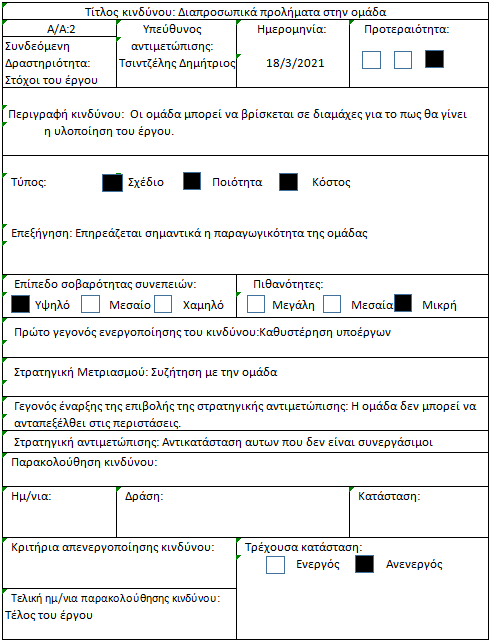 Τίτλος κινδύνου: Διαπροσωπικά προλήματα στην ομάδα
Α/Α:2
Συνδεόμενη
Δραστηριότητα:
Στόχοι του έργου
Υπεύθυνος
αντιμετώπισης:
Τσιντζέλης Δημήτριος
Ημερομηνία:
18/3/2021
Προτεραιότητα:
Περιγραφή κινδύνου: Οι ομάδα μπορεί να βρίσκεται σε διαμάχες για το πως θα γίνει
η υλοποίηση του έργου.
Τύπος: Σχέδιο Ποιότητα Κόστος
Επεξήγηση: Επηρεάζεται σημαντικά η παραγωγικότητα της ομάδας
Επίπεδο σοβαρότητας συνεπειών:
Υψηλό Μεσαίο Χαμηλό
Πιθανότητες:
Μεγάλη Μεσαία Μικρή
Πρώτο γεγονός ενεργοποίησης του κινδύνου:Καθυστέρηση υποέργων
Στρατηγική Μετριασμού: Συζήτηση με την ομάδα
Γεγονός έναρξης της επιβολής της στρατηγικής αντιμετώπισης: Η ομάδα δεν μπορεί να
ανταπεξέλθει στις περιστάσεις.
Στρατηγική αντιμετώπισης: Αντικατάσταση αυτων που δεν είναι συνεργάσιμοι
Παρακολούθηση κινδύνου:
Ημ/νια:
Δράση:
Κατάσταση:
Κριτήρια απενεργοποίησης κινδύνου:
Τρέχουσα κατάσταση:
Ενεργός Ανενεργός
Τελική ημ/νια παρακολούθησης κινδύνου:
Τέλος του έργου